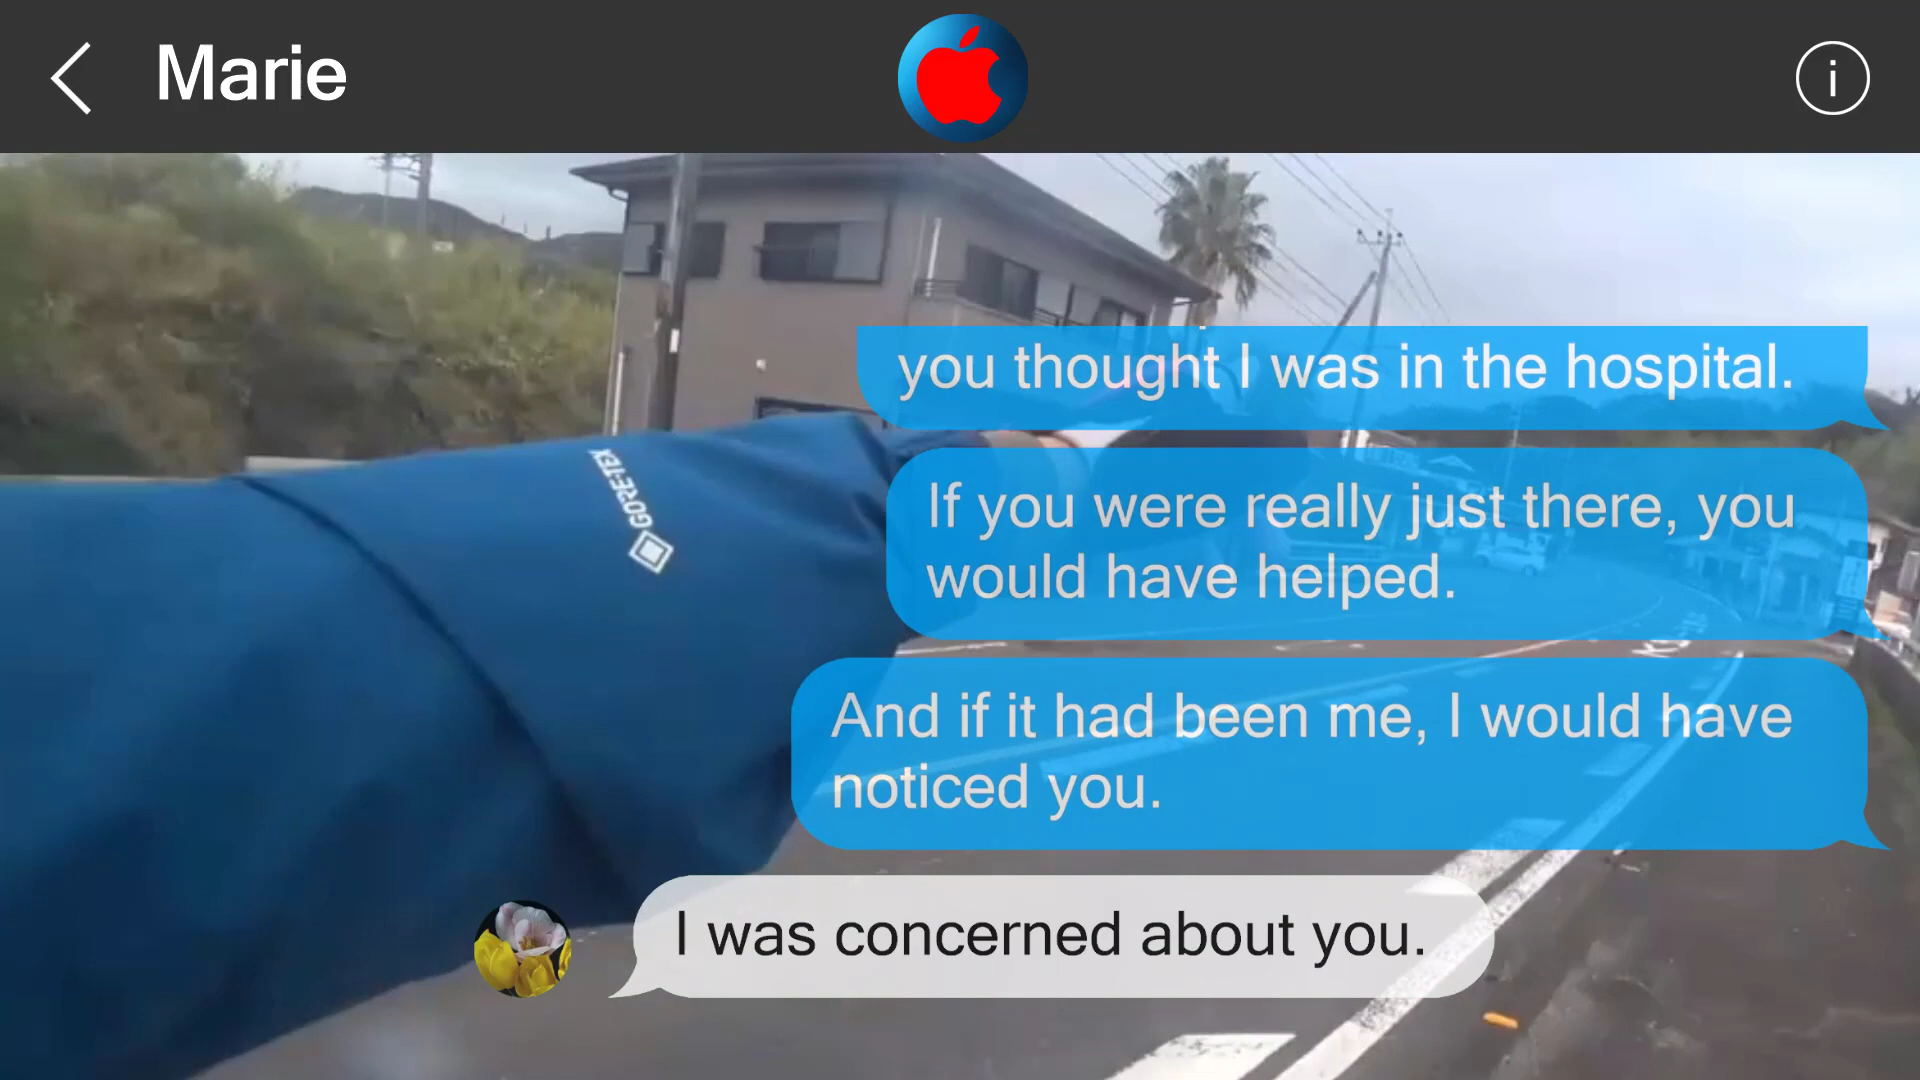 Marie
i
you thought I was in the hospital.
If you were really just there, you
would have helped.
And if it had been me, I would have
noticed you.
I was concerned about you.
GORE-TEX